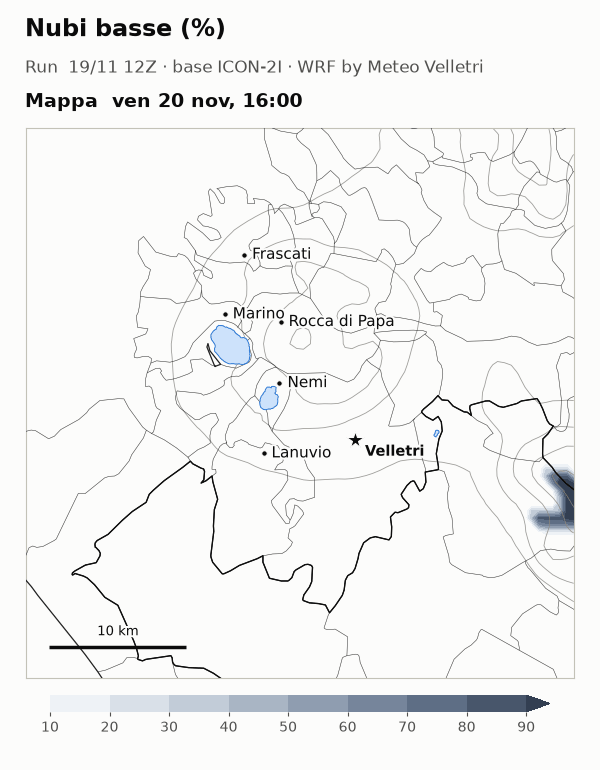 Nubi basse (%)
Run  19/11 12Z · base ICON-2I · WRF by Meteo Velletri
Mappa  ven 20 nov, 16:00
Frascati
Marino
Rocca di Papa
Nemi
Velletri
Lanuvio
10 km
10 20 30 40 50 60 70 80 90